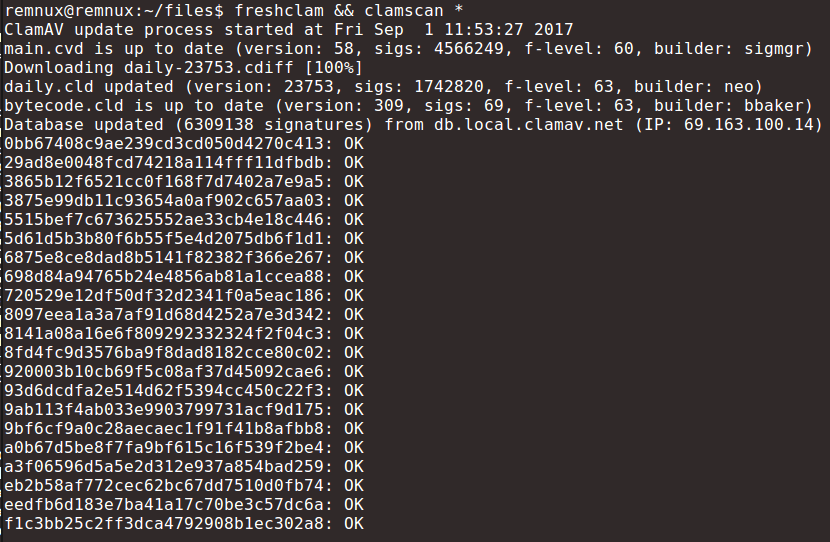 remnux@remnux:~/files$ freshclam && clamscan *
ClamAV update process started at Fri Sep  1 11:53:27 2017
main.cvd is up to date (version: 58, sigs: 4566249, f-level: 60, builder: sigmgr)
Downloading daily-23753.cdiff [100%]
daily.cld updated (version: 23753, sigs: 1742820, f-level: 63, builder: neo)
bytecode.cld is up to date (version: 309, sigs: 69, f-level: 63, builder: bbaker)
Database updated (6309138 signatures) from db.local.clamav.net (IP: 69.163.100.14)
0bb67408c9ae239cd3cd050d4270c413: OK
29ad8e0048fcd74218a114fff11dfbdb: OK
3865b12f6521cc0f168f7d7402a7e9a5: OK
3875e99db11c93654a0af902c657aa03: OK
5515bef7c673625552ae33cb4e18c446: OK
5d61d5b3b80f6b55f5e4d2075db6f1d1: OK
6875e8ce8dad8b5141f82382f366e267: OK
698d84a94765b24e4856ab81a1ccea88: OK
720529e12df50df32d2341f0a5eac186: OK
8097eea1a3a7af91d68d4252a7e3d342: OK
8141a08a16e6f809292332324f2f04c3: OK
8fd4fc9d3576ba9f8dad8182cce80c02: OK
920003b10cb69f5c08af37d45092cae6: OK
93d6dcdfa2e514d62f5394cc450c22f3: OK
9ab113f4ab033e9903799731acf9d175: OK
9bf6cf9a0c28aecaec1f91f41b8afbb8: OK
a0b67d5be8f7fa9bf615c16f539f2be4: OK
a3f06596d5a5e2d312e937a854bad259: OK
eb2b58af772cec62bc67dd7510d0fb74: OK
eedfb6d183e7ba41a17c70be3c57dc6a: OK
f1c3bb25c2ff3dca4792908b1ec302a8: OK